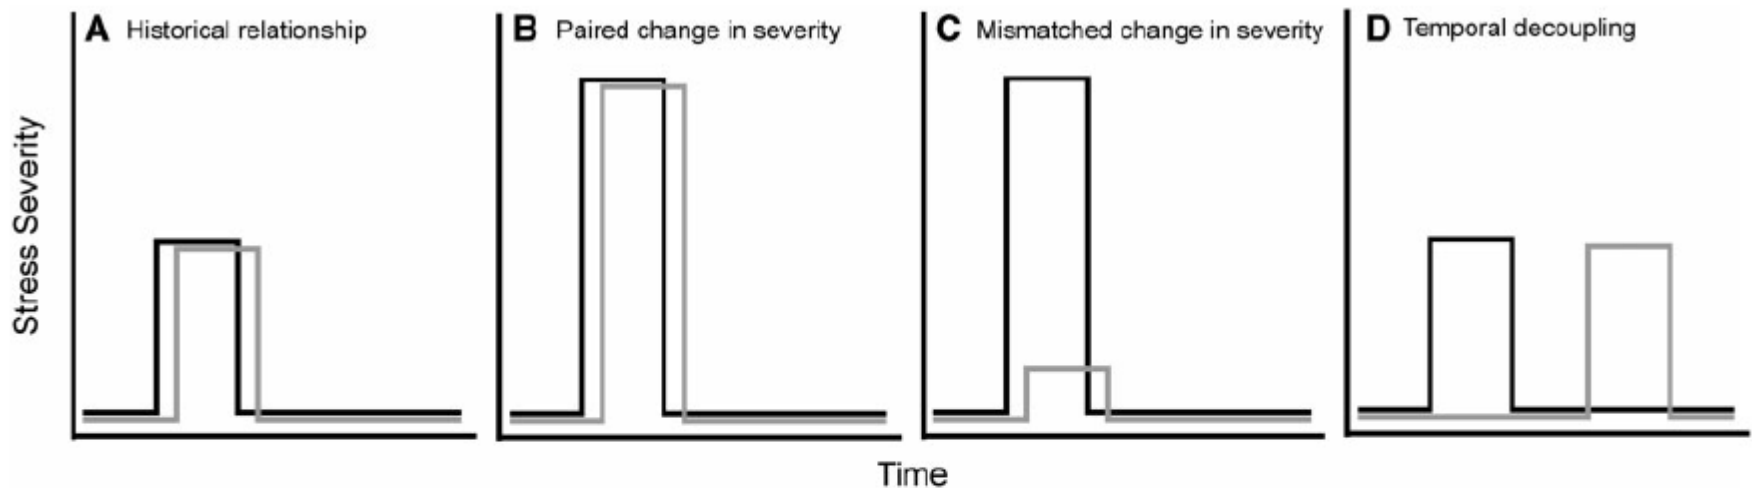 A Historical relationship
B Paired change in severity
C Mismatched change in severity
D Temporal decoupling
Stress Severity
Time